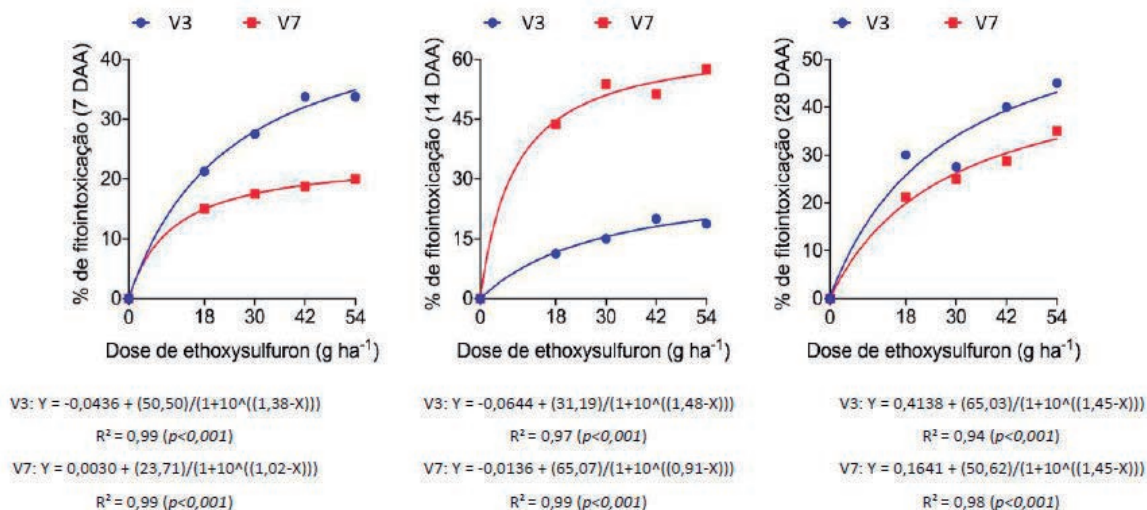 V3 V7
% de fitointoxicação (7 DAA)
40
30
20
10
0
0 18 30 42 54
Dose de ethoxysulfuron (g ha⁻¹)
V3: Y = -0,0436 + (50,50)/(1+10^((1,38-X)))
R² = 0,99 (p<0,001)
V7: Y = 0,0030 + (23,71)/(1+10^((1,02-X)))
R² = 0,99 (p<0,001)
V3 V7
% de fitointoxicação (14 DAA)
60
45
30
15
0
0 18 30 42 54
Dose de ethoxysulfuron (g ha⁻¹)
V3: Y = -0,0644 + (31,19)/(1+10^((1,48-X)))
R² = 0,97 (p<0,001)
V7: Y = -0,0136 + (65,07)/(1+10^((0,91-X)))
R² = 0,99 (p<0,001)
V3 V7
% de fitointoxicação (28 DAA)
50
40
30
20
10
0
0 18 30 42 54
Dose de ethoxysulfuron (g ha⁻¹)
V3: Y = 0,4138 + (65,03)/(1+10^((1,45-X)))
R² = 0,94 (p<0,001)
V7: Y = 0,1641 + (50,62)/(1+10^((1,45-X)))
R² = 0,98 (p<0,001)